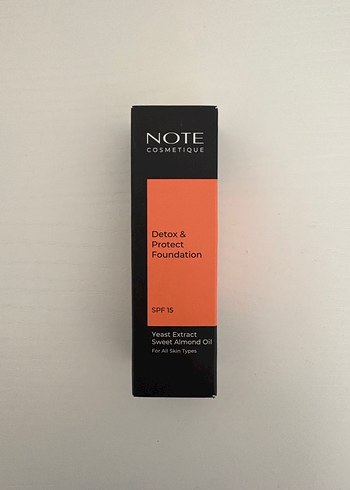 NOTE
COSMETIQUE
Detox &
Protect
Foundation
SPF 15
Yeast Extract
Sweet Almond Oil
For All Skin Types